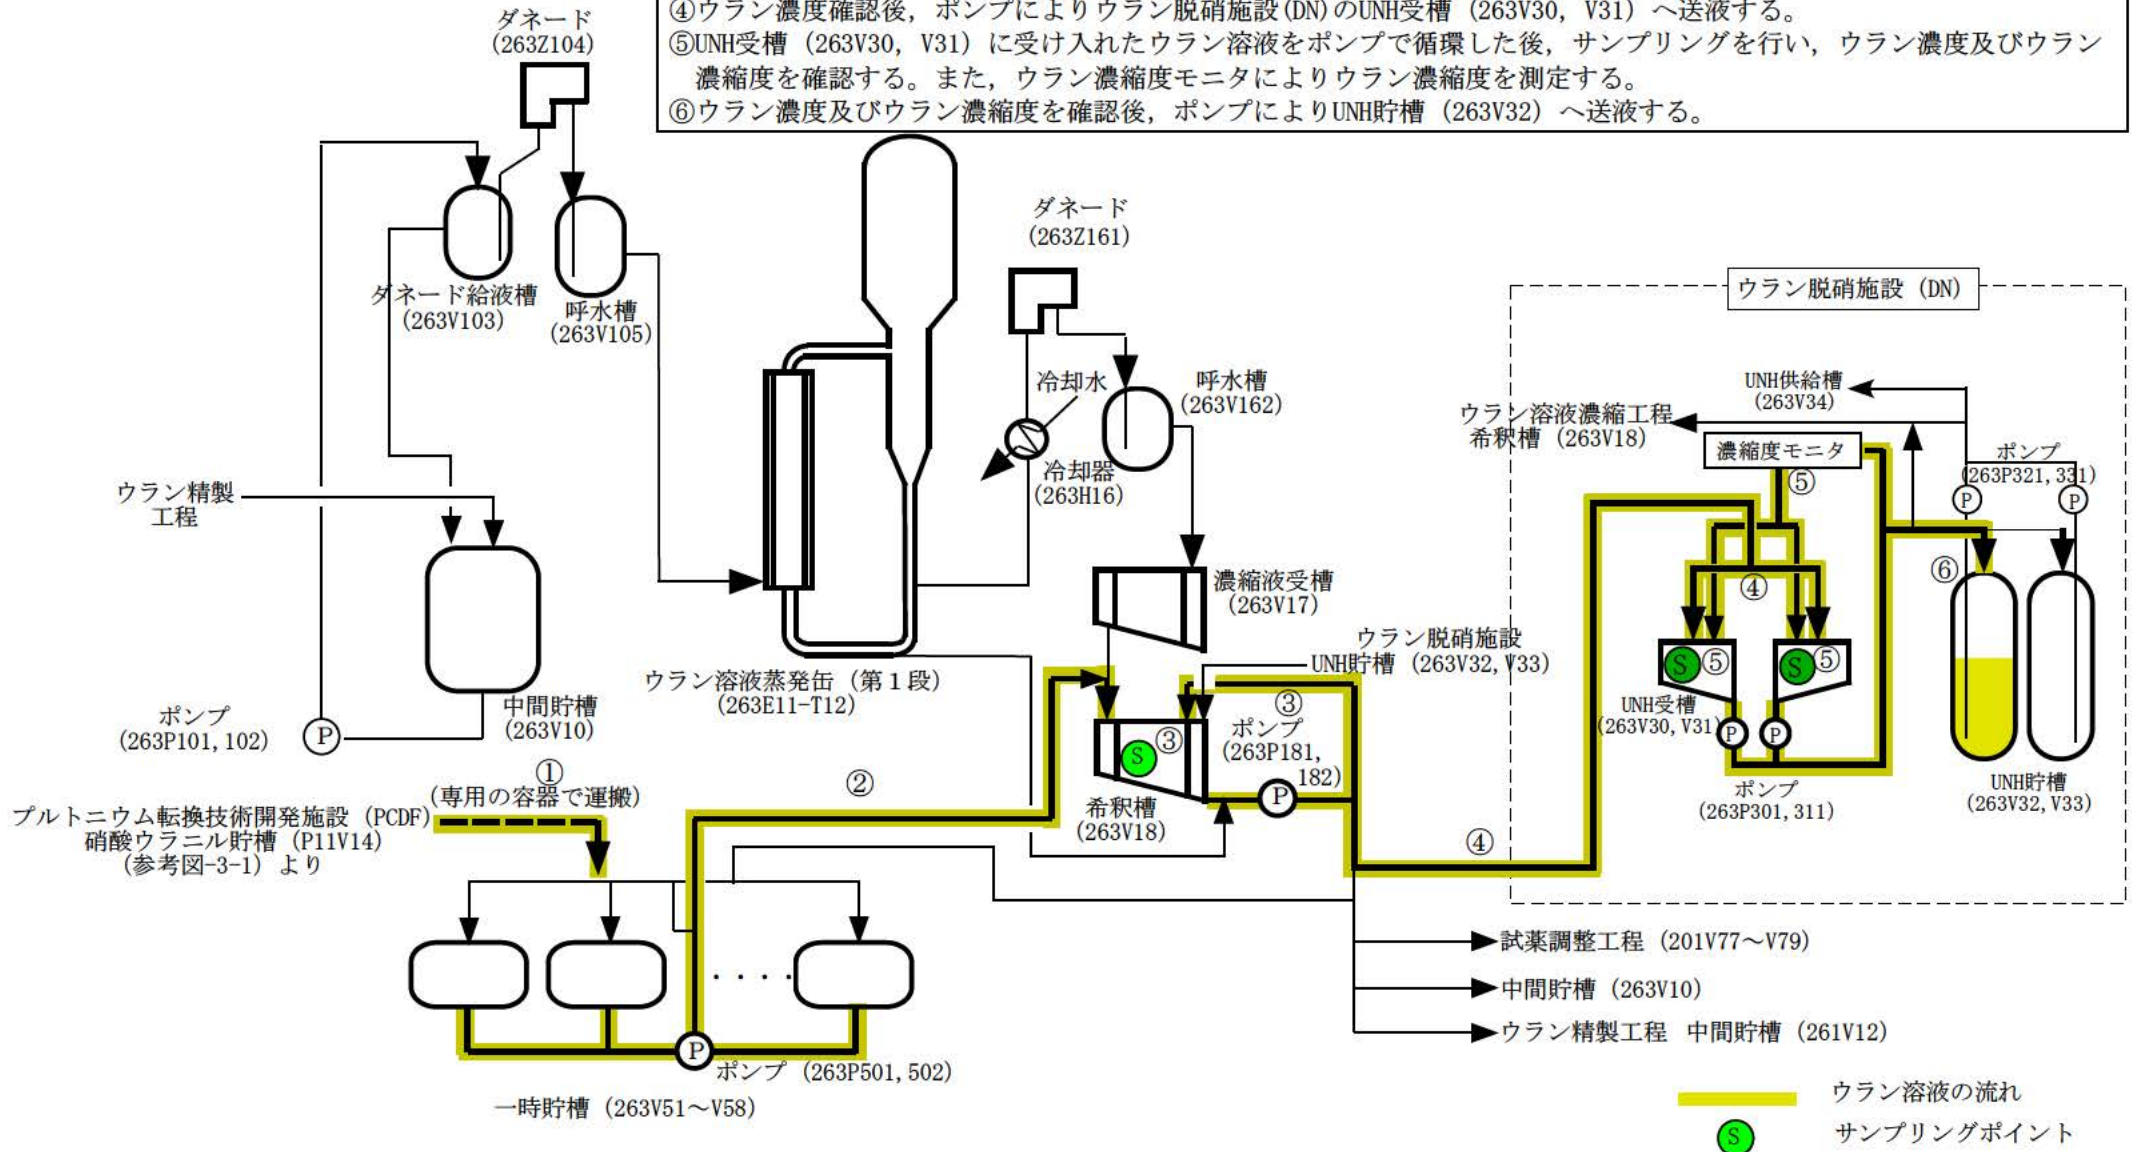 ④ウラン濃度確認後，ポンプによりウラン脱硝施設(DN)のUNH受槽（263V30, V31）へ送液する。
⑤UNH受槽（263V30, V31）に受け入れたウラン溶液をポンプで循環した後，サンプリングを行い，ウラン濃度及びウラン
濃縮度を確認する。また，ウラン濃縮度モニタによりウラン濃縮度を測定する。
⑥ウラン濃度及びウラン濃縮度を確認後，ポンプによりUNH貯槽（263V32）へ送液する。
ダネード
(263Z104)
ダネード給液槽
(263V103)
呼水槽
(263V105)
ダネード
(263Z161)
冷却水
呼水槽
(263V162)
冷却器
(263H16)
ウラン精製
工程
ポンプ
(263P101,102)
P
中間貯槽
(263V10)
ウラン溶液蒸発缶（第１段）
(263E11-T12)
濃縮液受槽
(263V17)
ウラン脱硝施設
UNH貯槽（263V32,V33)
③
ポンプ
(263P181,
182)
S
③
P
希釈槽
(263V18)
①
(専用の容器で運搬)
プルトニウム転換技術開発施設（PCDF)
硝酸ウラニル貯槽（P11V14)
(参考図-3-1）より
②
④
・・・・
P
ポンプ（263P501,502)
一時貯槽（263V51～V58)
ウラン脱硝施設（DN)
UNH供給槽
(263V34)
ウラン溶液濃縮工程
希釈槽（263V18)
濃縮度モニタ
⑤
ポンプ
(263P321,331)
P
P
④
⑥
S
⑤
S
⑤
UNH受槽
(263V30,V31)
P
P
ポンプ
(263P301,311)
UNH貯槽
(263V32,V33)
試薬調整工程（201V77～V79)
中間貯槽（263V10)
ウラン精製工程　中間貯槽（261V12)
ウラン溶液の流れ
S
サンプリングポイント